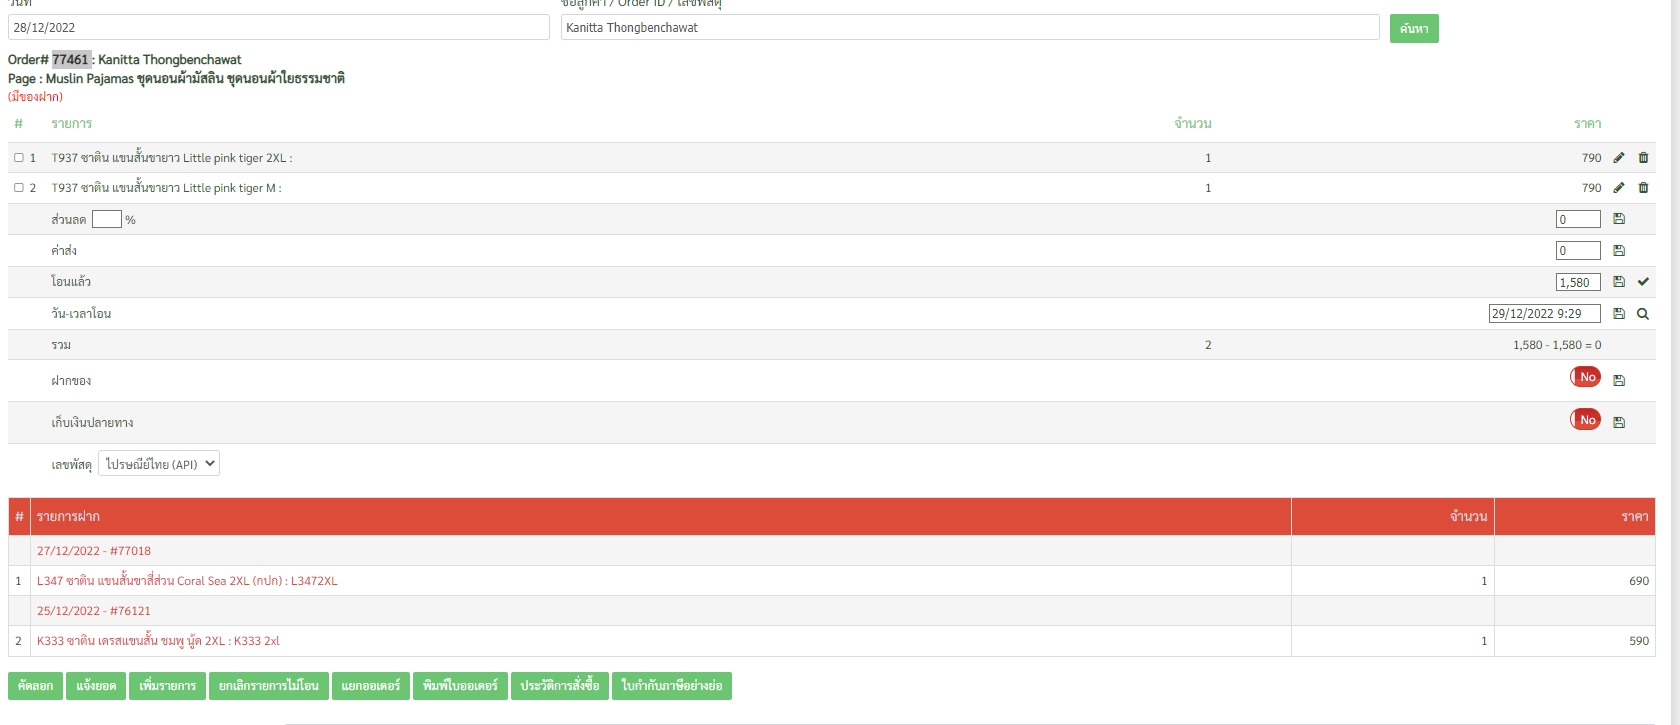 วันที่
ชื่อลูกค้า / Order ID / เลขพัสดุ
28/12/2022
Kanitta Thongbenchawat
ค้นหา
Order# 77461 : Kanitta Thongbenchawat
Page : Muslin Pajamas ชุดนอนผ้ามัสลิน ชุดนอนผ้าใยธรรมชาติ
(มีของฝาก)
# รายการ จำนวน ราคา
1 T937 ซาติน แขนสั้นขายาว Little pink tiger 2XL : 1 790
2 T937 ซาติน แขนสั้นขายาว Little pink tiger M : 1 790
ส่วนลด % 0
ค่าส่ง 0
โอนแล้ว 1,580
วัน-เวลาโอน 29/12/2022 9:29
รวม 2 1,580 - 1,580 = 0
ฝากของ No
เก็บเงินปลายทาง No
เลขพัสดุ ไปรษณีย์ไทย (API)
# รายการฝาก จำนวน ราคา
27/12/2022 - #77018
1 L347 ซาติน แขนสั้นขาสี่ส่วน Coral Sea 2XL (กปก) : L3472XL 1 690
25/12/2022 - #76121
2 K333 ซาติน เดรสแขนสั้น ชมพู นู้ด 2XL : K333 2xl 1 590
คัดลอก แจ้งยอด เพิ่มรายการ ยกเลิกรายการไม่โอน แยกออเดอร์ พิมพ์ใบออเดอร์ ประวัติการสั่งซื้อ ใบกำกับภาษีอย่างย่อ